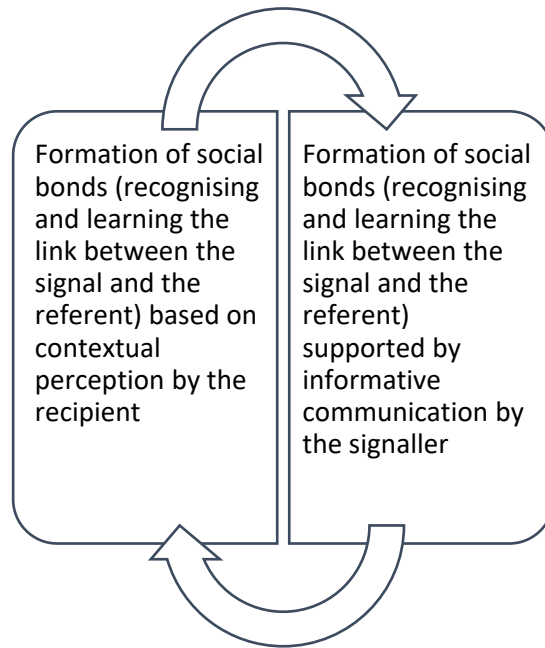 Formation of social
bonds (recognising
and learning the
link between the
signal and the
referent) based on
contextual
perception by the
recipient
Formation of social
bonds (recognising
and learning the
link between the
signal and the
referent)
supported by
informative
communication by
the signaller